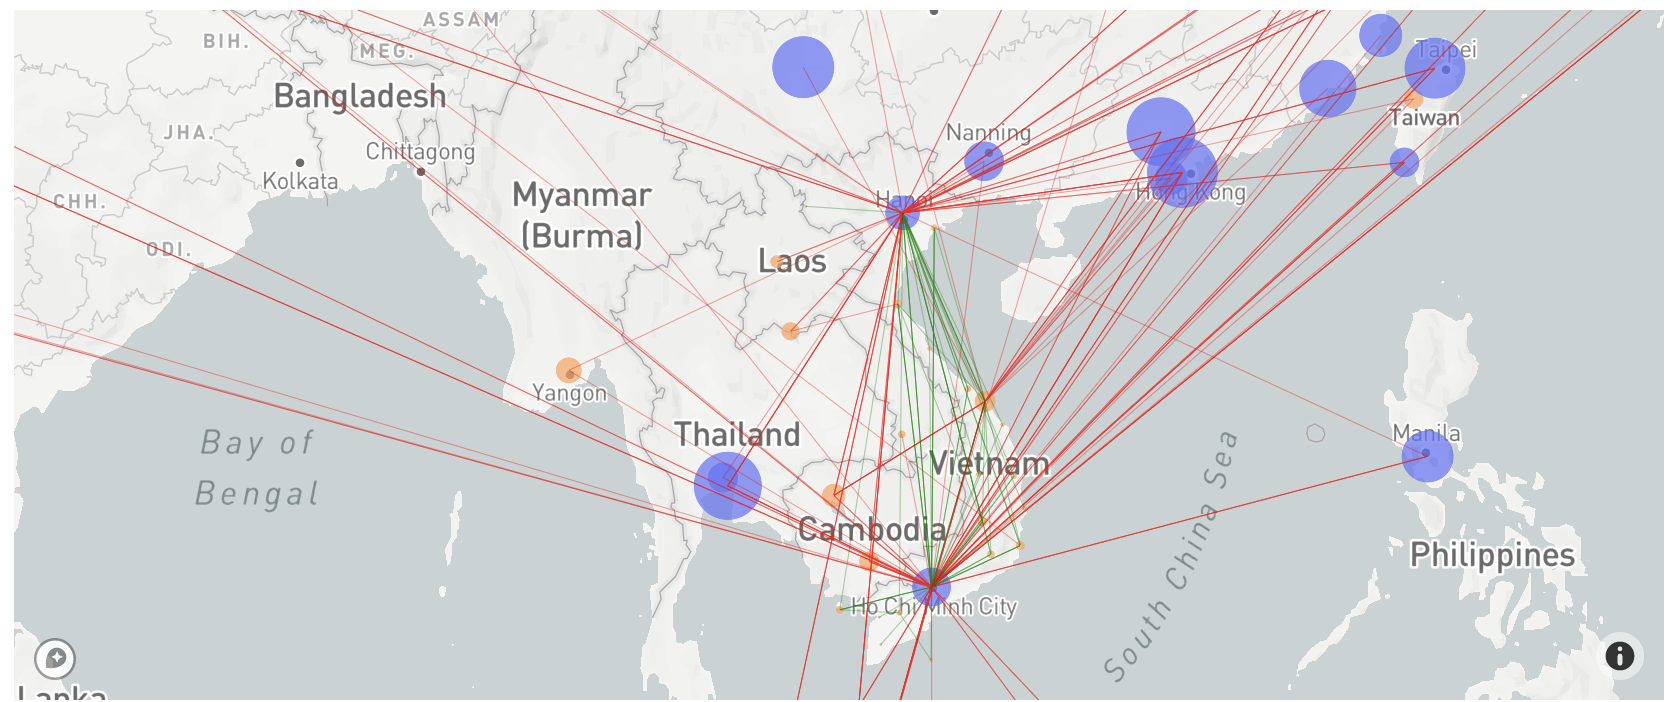 ASSAM
BIH.
MEG.
Taipei
Bangladesh
Taiwan
JHA.
Nanning
Chittagong
Kolkata
Hong Kong
CHH.
Myanmar
(Burma)
Hanoi
ODI.
Laos
Yangon
Thailand
Manila
Bay of
Bengal
Vietnam
Cambodia
South China Sea
Philippines
Ho Chi Minh City
Lanka